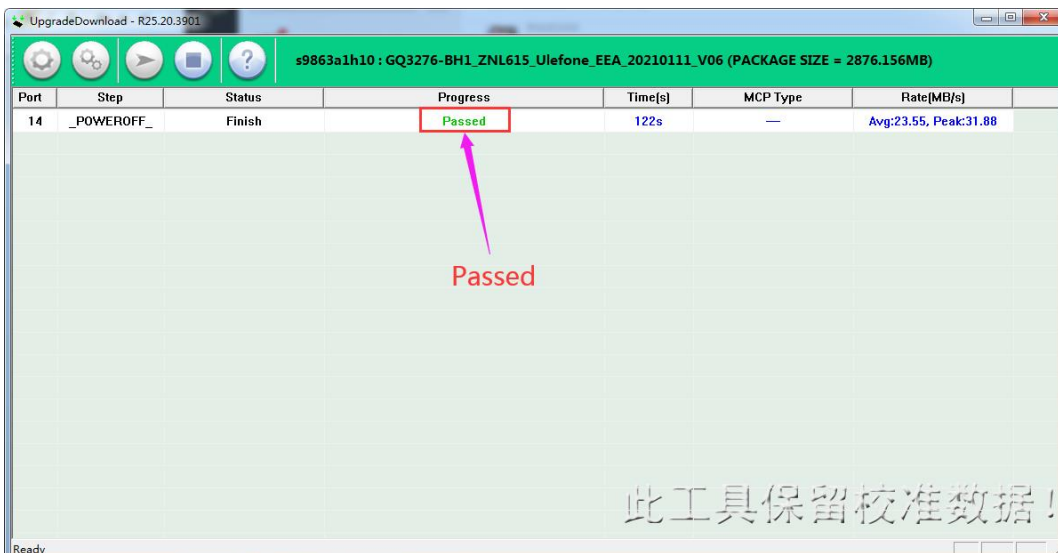 UpgradeDownload - R25.20.3901
s9863a1h10 : GQ3276-BH1_ZNL615_Ulefone_EEA_20210111_V06 (PACKAGE SIZE = 2876.156MB)
Port Step Status Progress Time(s) MCP Type Rate(MB/s)
14 _POWEROFF_ Finish Passed 122s — Avg:23.55, Peak:31.88
Passed
此工具保留校准数据!
Ready